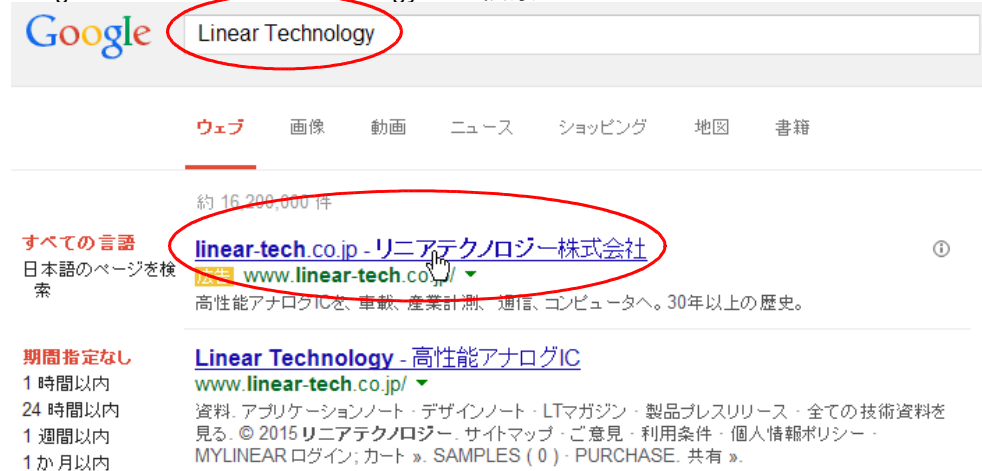 Google
Linear Technology
ウェブ 画像 動画 ニュース ショッピング 地図 書籍
約 16,200,000 件
すべての言語
日本語のページを検
索
linear-tech.co.jp - リニアテクノロジー株式会社
広告 www.linear-tech.co.jp/
高性能アナログICを、車載、産業計測、通信、コンピュータへ。30年以上の歴史。
期間指定なし
1 時間以内
24 時間以内
1 週間以内
1 か月以内
Linear Technology - 高性能アナログIC
www.linear-tech.co.jp/
資料. アプリケーションノート · デザインノート · LTマガジン · 製品プレスリリース · 全ての技術資料を
見る. © 2015 リニアテクノロジー. サイトマップ · ご意見 · 利用条件 · 個人情報ポリシー ·
MYLINEAR ログイン; カート ». SAMPLES ( 0 ) · PURCHASE. 共有 ».